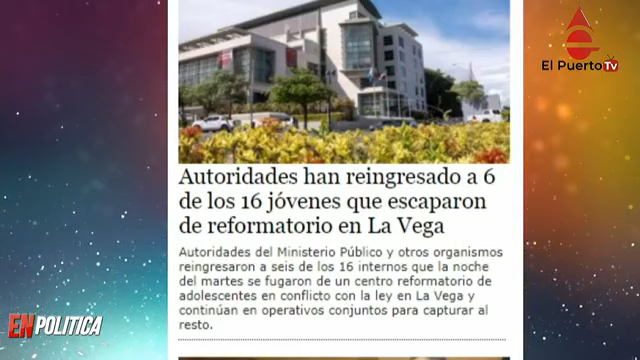 El Puerto Tv
Autoridades han reingresado a 6
de los 16 jóvenes que escaparon
de reformatorio en La Vega
Autoridades del Ministerio Público y otros organismos
reingresaron a seis de los 16 internos que la noche
del martes se fugaron de un centro reformatorio de
adolescentes en conflicto con la ley en La Vega y
continúan en operativos conjuntos para capturar al
resto.
EN POLITICA